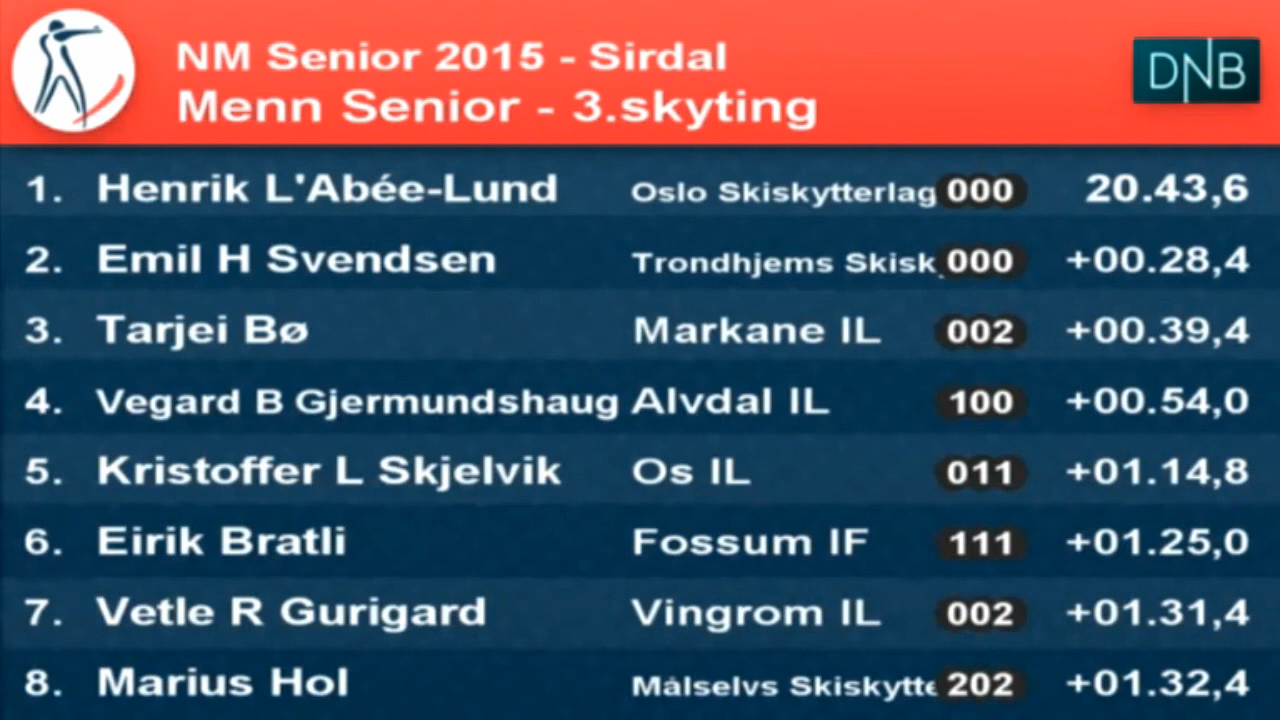 NM Senior 2015 - Sirdal
Menn Senior - 3.skyting
DNB
1. Henrik L'Abée-Lund Oslo Skiskytterlag 000 20.43,6
2. Emil H Svendsen Trondhjems Skisk 000 +00.28,4
3. Tarjei Bø Markane IL 002 +00.39,4
4. Vegard B Gjermundshaug Alvdal IL 100 +00.54,0
5. Kristoffer L Skjelvik Os IL 011 +01.14,8
6. Eirik Bratli Fossum IF 111 +01.25,0
7. Vetle R Gurigard Vingrom IL 002 +01.31,4
8. Marius Hol Målselvs Skiskytte 202 +01.32,4